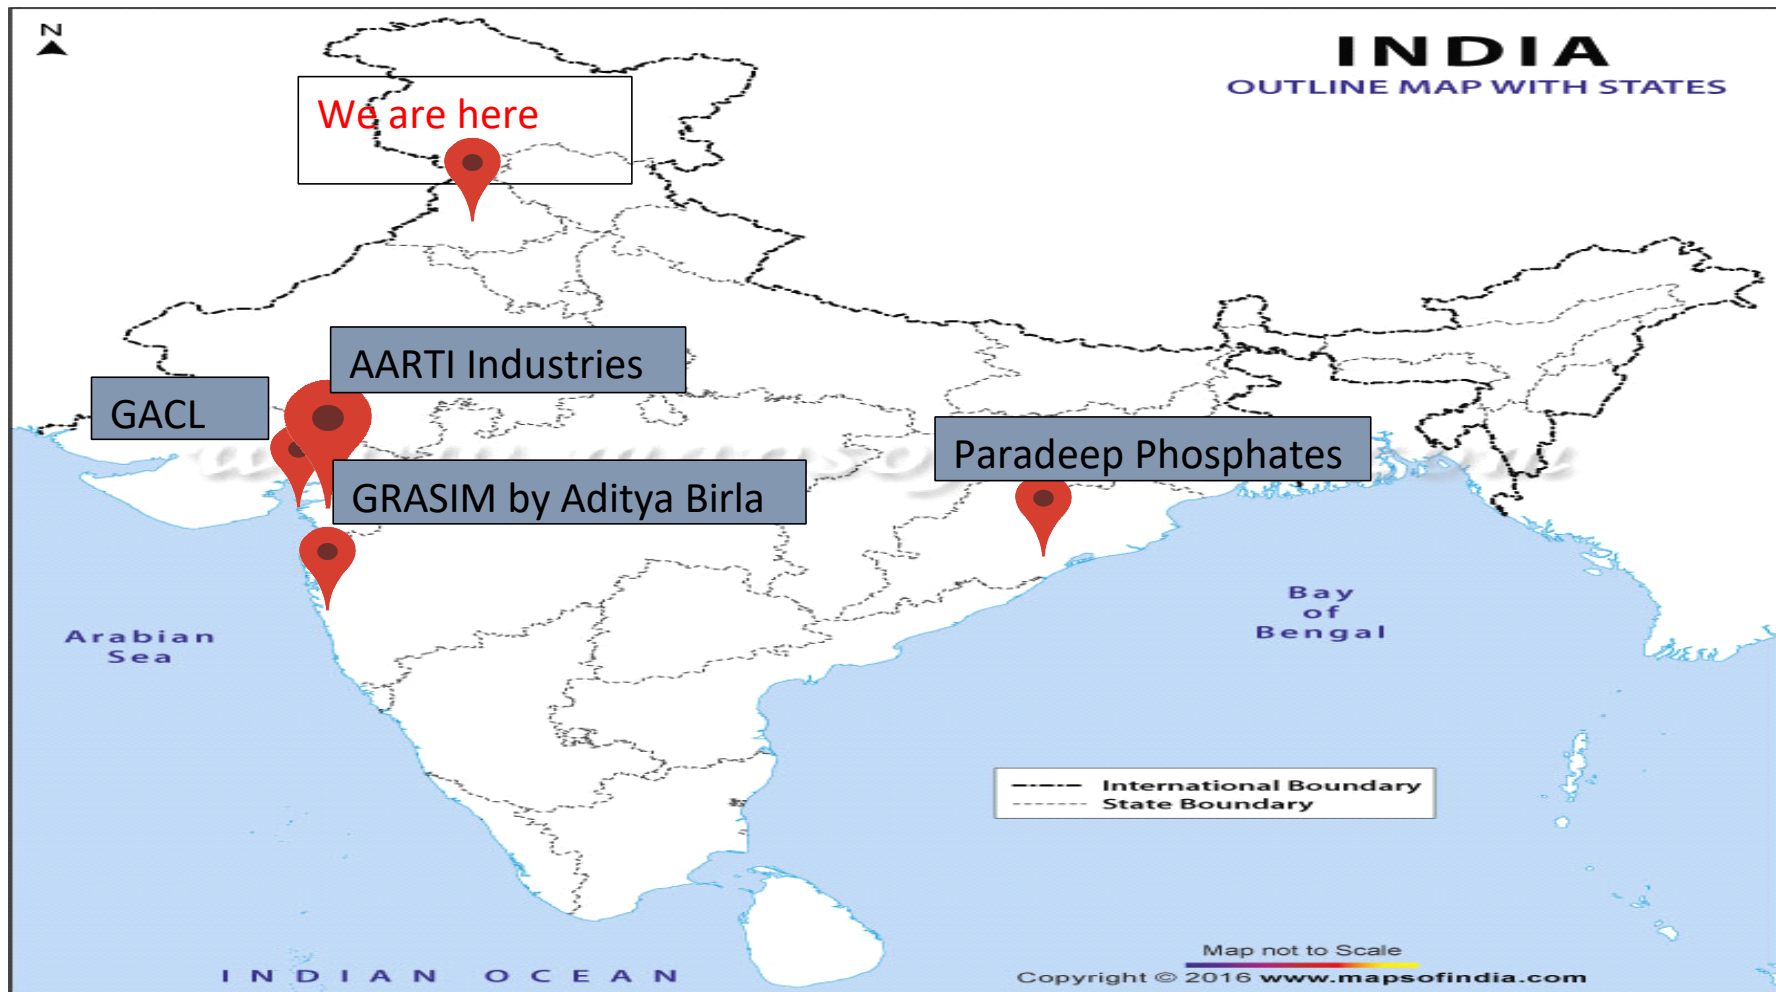 N
INDIA
OUTLINE MAP WITH STATES
We are here
AARTI Industries
GACL
Paradeep Phosphates
GRASIM by Aditya Birla
Arabian
Sea
Bay
of
Bengal
International Boundary
State Boundary
Map not to Scale
INDIAN OCEAN
Copyright © 2016 www.mapsofindia.com